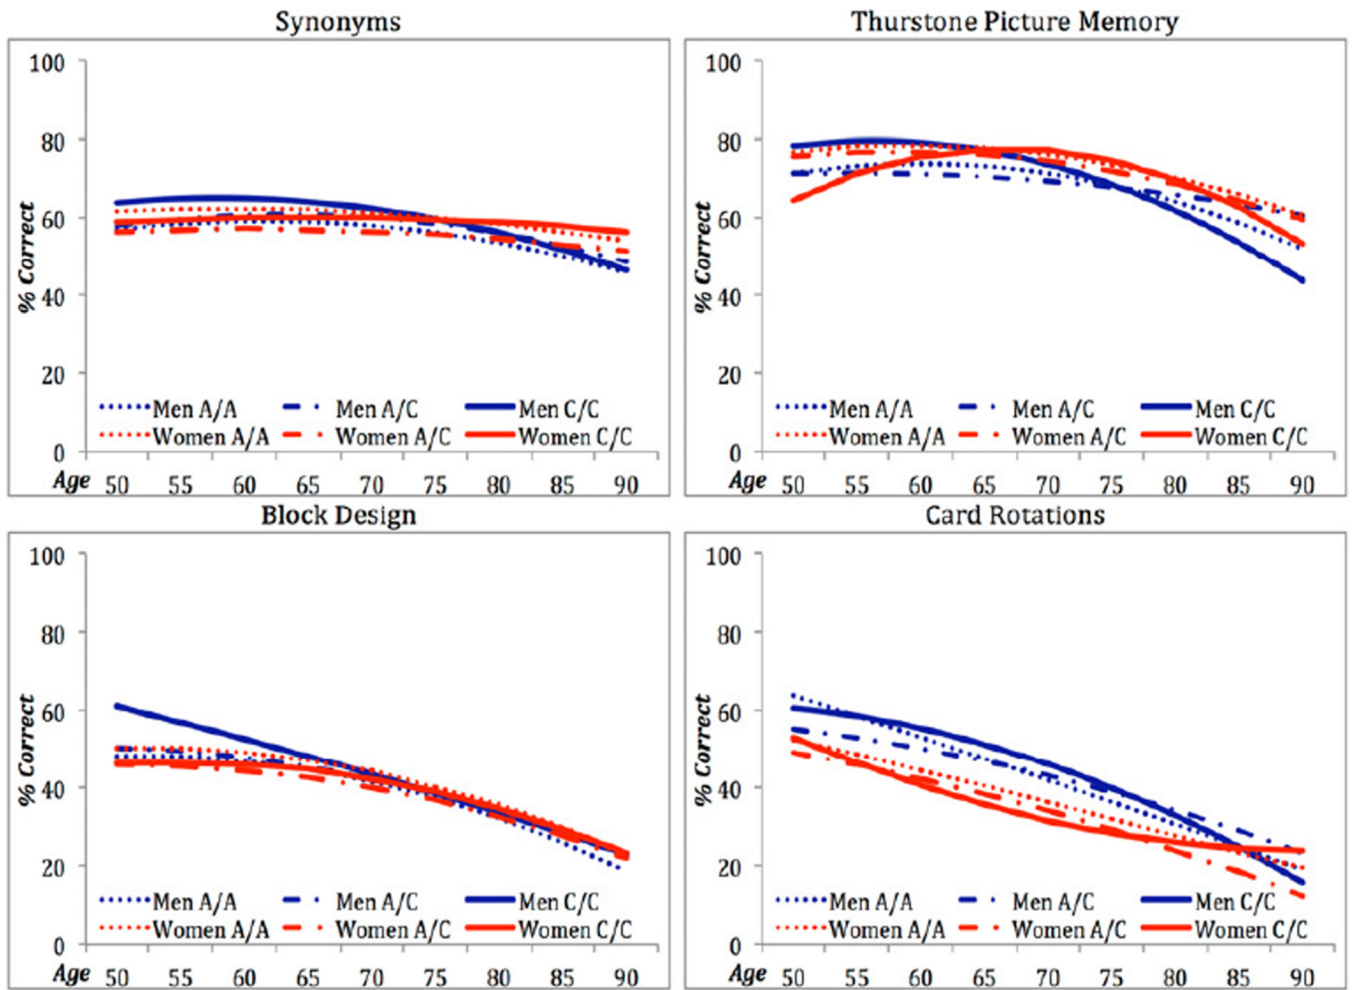 Synonyms
100
80
60
40
20
0
% Correct
Men A/A Men A/C Men C/C
Women A/A Women A/C Women C/C
Age 50 55 60 65 70 75 80 85 90
Thurstone Picture Memory
100
80
60
40
20
0
% Correct
Men A/A Men A/C Men C/C
Women A/A Women A/C Women C/C
Age 50 55 60 65 70 75 80 85 90
Block Design
100
80
60
40
20
0
% Correct
Men A/A Men A/C Men C/C
Women A/A Women A/C Women C/C
Age 50 55 60 65 70 75 80 85 90
Card Rotations
100
80
60
40
20
0
% Correct
Men A/A Men A/C Men C/C
Women A/A Women A/C Women C/C
Age 50 55 60 65 70 75 80 85 90